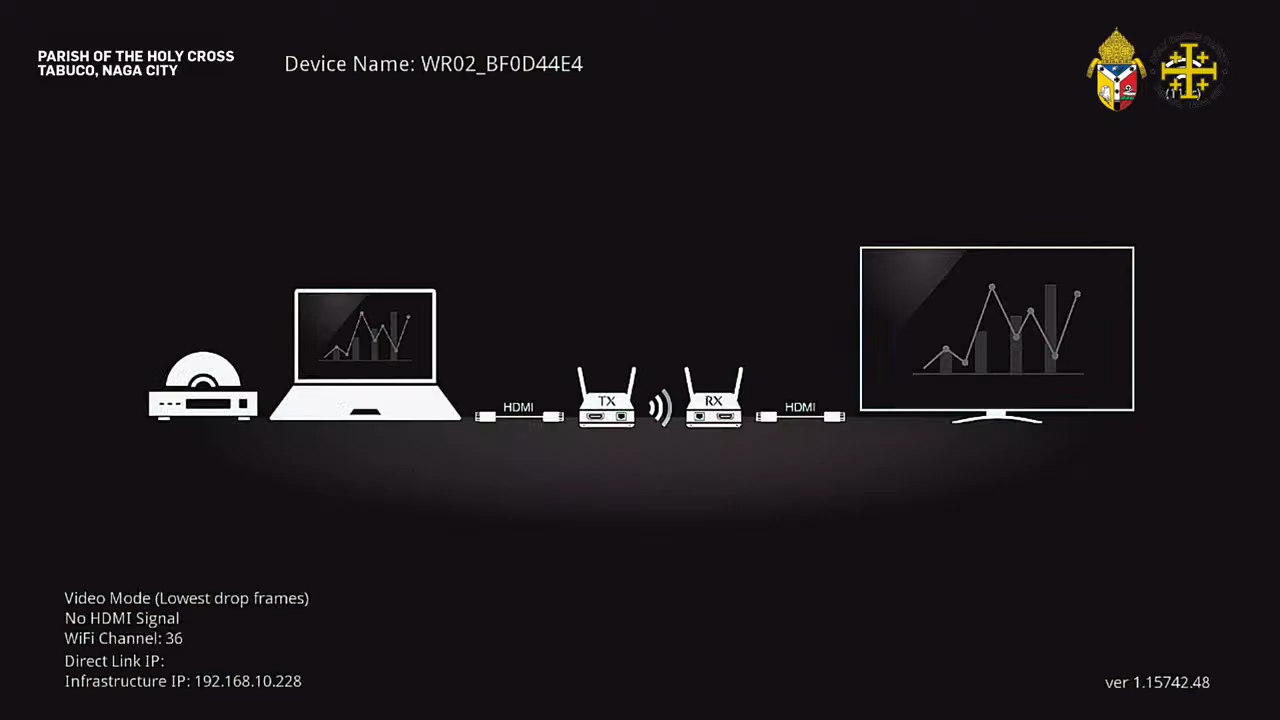 PARISH OF THE HOLY CROSS
TABUCO, NAGA CITY
Device Name: WR02_BF0D44E4
HDMI
TX
RX
HDMI
Video Mode (Lowest drop frames)
No HDMI Signal
WiFi Channel: 36
Direct Link IP:
Infrastructure IP: 192.168.10.228
ver 1.15742.48